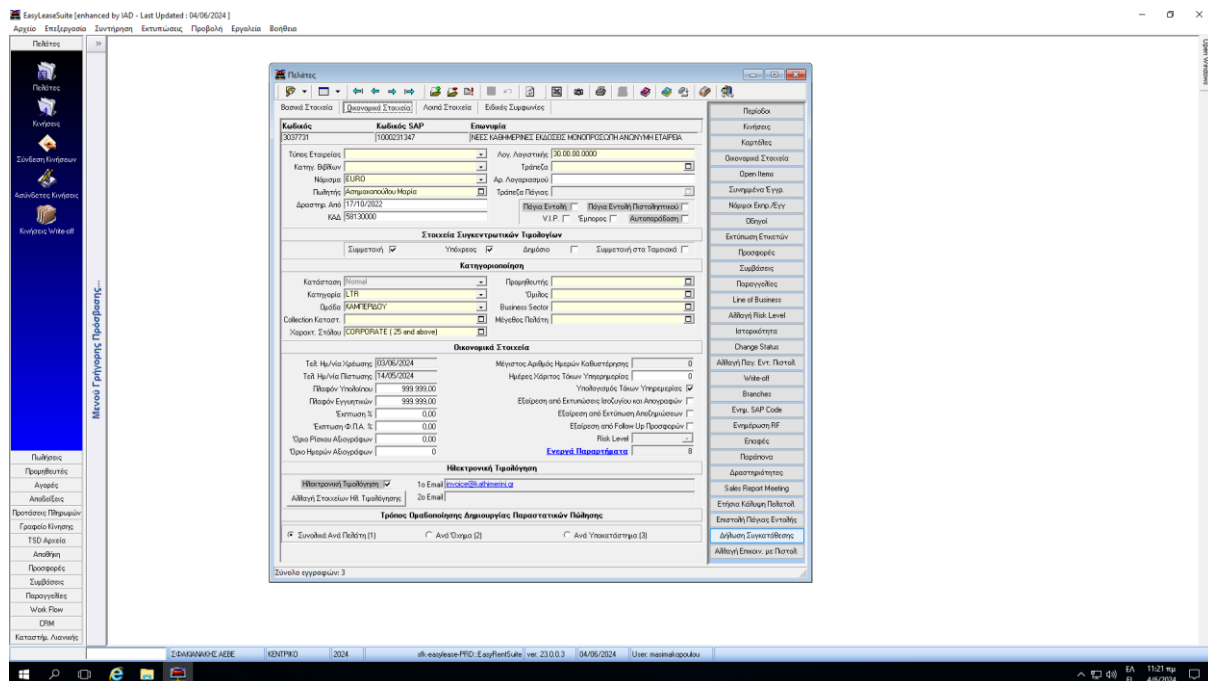 EasyLeaseSuite [enhanced by IAD - Last Updated : 04/06/2024 ]
Αρχείο Επεξεργασία Συντήρηση Εκτυπώσεις Προβολή Εργαλεία Βοήθεια
Πελάτες
Πελάτες
Κινήσεις
Σύνδεση Κινήσεων
Ασύνδετες Κινήσεις
Κινήσεις Write-off
Πωλήσεις
Προμηθευτές
Αγορές
Αποδείξεις
Προτάσεις Πληρωμών
Γραφείο Κίνησης
TSD Αρχεία
Αποθήκη
Προσφορές
Συμβάσεις
Παραγγελίες
Work Flow
CRM
Καταστήμ. Λιανικής
Μενού Γρήγορης Πρόσβασης...
Open Windows
Πελάτες
Βασικά Στοιχεία Οικονομικά Στοιχεία Λοιπά Στοιχεία Ειδικές Συμφωνίες
Κωδικός Κωδικός SAP Επωνυμία
3037731 1000231347 ΝΕΕΣ ΚΑΘΗΜΕΡΙΝΕΣ ΕΚΔΟΣΕΙΣ ΜΟΝΟΠΡΟΣΩΠΗ ΑΝΩΝΥΜΗ ΕΤΑΙΡΕΙΑ
Τύπος Εταιρείας Λογ. Λογιστικής 30.00.00.0000
Κατηγ. Βιβλίων Τράπεζα
Νόμισμα EURO Αρ. Λογαριασμού
Πωλητής Ασημακοπούλου Μαρία Τράπεζα Πάγιας
Δραστηρ. Από 17/10/2022 Πάγια Εντολή Πάγια Εντολή Πιστοληπτικού
ΚΑΔ 58130000 V.I.P. Έμπορος Αυτοπαράδοση
Στοιχεία Συγκεντρωτικών Τιμολογίων
Συμμετοχή Υπόχρεος Δημόσιο Συμμετοχή στα Ταμειακά
Κατηγοριοποίηση
Κατάσταση Normal Προμηθευτής
Κατηγορία LTR Όμιλος
Ομάδα ΚΑΜΠΕΡΙΔΟΥ Business Sector
Collection Καταστ. Μέγεθος Πελάτη
Χαρακτ. Στόλου CORPORATE ( 25 and above)
Οικονομικά Στοιχεία
Τελ. Ημ/νία Χρέωσης 03/06/2024 Μέγιστος Αριθμός Ημερών Καθυστέρησης 0
Τελ. Ημ/νία Πίστωσης 14/05/2024 Ημέρες Χάριτος Τόκων Υπερημερίας 0
Πλαφόν Υπολοίπου 999.999,00 Υπολογισμός Τόκων Υπερημερίας
Πλαφόν Εγγυητικών 999.999,00 Εξαίρεση από Εκτυπώσεις Ισοζυγίου και Απογραφών
Έκπτωση % 0,00 Εξαίρεση από Εκτύπωση Αποζημιώσεων
Έκπτωση Φ.Π.Α. % 0,00 Εξαίρεση από Follow Up Προσφορών
Όριο Ρίσκου Αξιογράφων 0,00 Risk Level
Όριο Ημερών Αξιογράφων 0 Ενεργά Παραρτήματα 8
Ηλεκτρονική Τιμολόγηση
Ηλεκτρονική Τιμολόγηση 1ο Email invoice@kathimerini.gr
Αλλαγή Στοιχείων Ηλ. Τιμολόγησης 2ο Email
Τρόπος Ομαδοποίησης Δημιουργίας Παραστατικών Πώλησης
Συνολικά Ανά Πελάτη (1) Ανά Όχημα (2) Ανά Υποκατάστημα (3)
Σύνολο εγγραφών: 3
Περίοδοι
Κινήσεις
Καρτέλες
Οικονομικά Στοιχεία
Open Items
Συνημμένα Έγγρ.
Νόμιμοι Εκπρ./Εγγ
Οδηγοί
Εκτύπωση Ετικετών
Προσφορές
Συμβάσεις
Παραγγελίες
Line of Business
Αλλαγή Risk Level
Ιστορικότητα
Change Status
Αλλαγή Παγ. Εντ. Πιστολ.
Write-off
Branches
Ενημ. SAP Code
Ενημέρωση RF
Επαφές
Παράπονα
Δραστηριότητες
Sales Report Meeting
Ετήσια Κάλυψη Πελατολ.
Επιστολή Πάγιας Εντολής
Δήλωση Συγκατάθεσης
Αλλαγή Επικοιν. με Πιστολ.
ΣΦΑΚΙΑΝΑΚΗΣ ΑΕΒΕ ΚΕΝΤΡΙΚΟ 2024 sfk-easylease-PRD::EasyRentSuite ver. 23.0.0.3 04/06/2024 User: masimakopoulou
ΕΛ 11:21 πμ
EL 4/6/2024